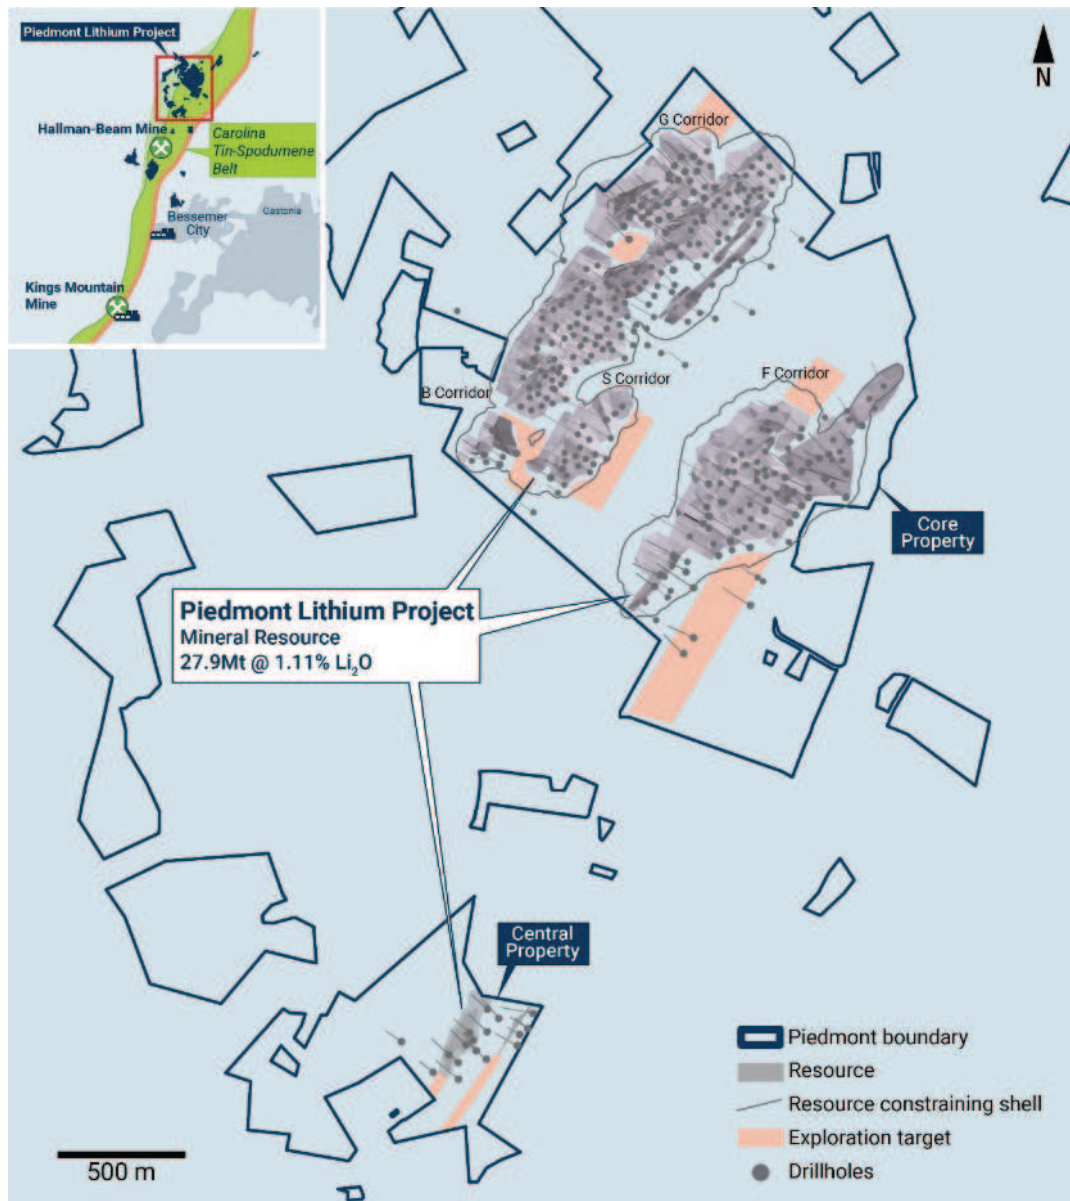 Piedmont Lithium Project
Hallman-Beam Mine
Carolina
Tin-Spodumene
Belt
Bessemer
City
Gastonia
Kings Mountain
Mine
N
G Corridor
B Corridor
S Corridor
F Corridor
Core
Property
Piedmont Lithium Project
Mineral Resource
27.9Mt @ 1.11% Li₂O
Central
Property
Piedmont boundary
Resource
Resource constraining shell
Exploration target
Drillholes
500 m